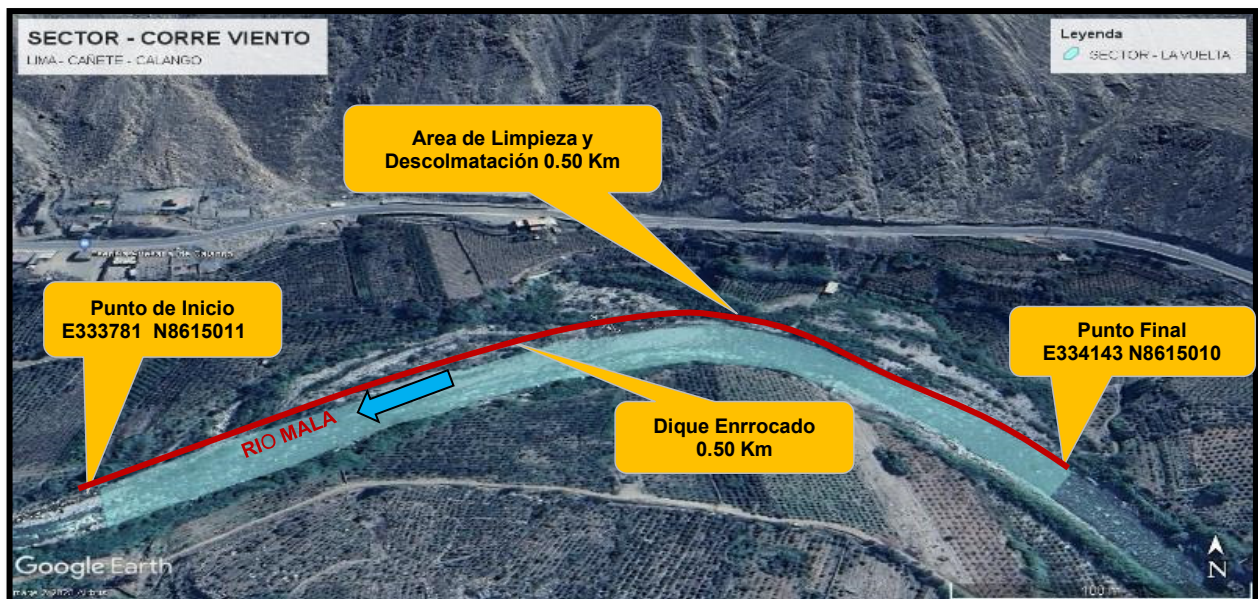 SECTOR - CORRE VIENTO
LIMA- CAÑETE - CALANGO
Leyenda
SECTOR - LA VUELTA
Area de Limpieza y
Descolmatación 0.50 Km
Punto de Inicio
E333781 N8615011
Punto Final
E334143 N8615010
RIO MALA
Dique Enrrocado
0.50 Km
Google Earth
100 m
N